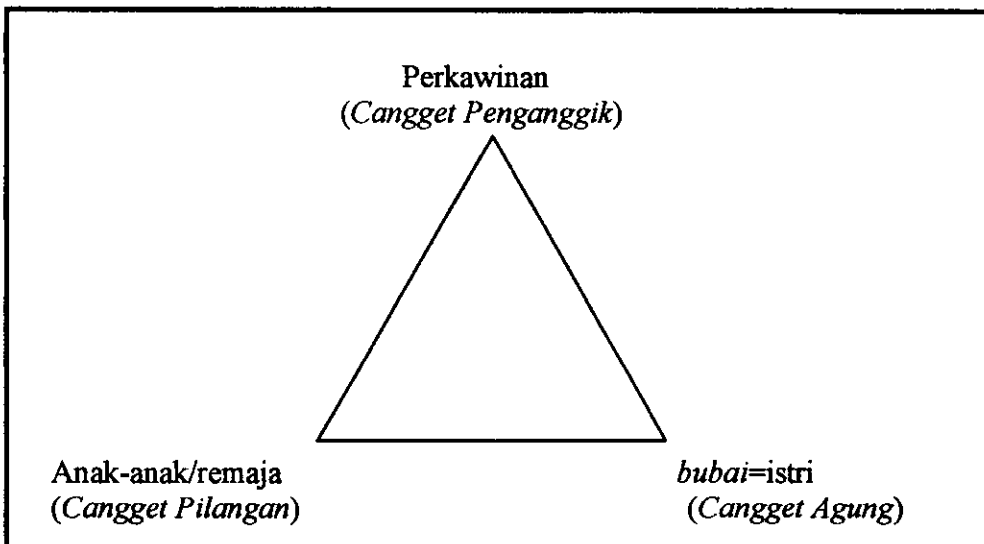 Perkawinan
(Cangget Penganggik)
Anak-anak/remaja
(Cangget Pilangan)
bubai=istri
(Cangget Agung)